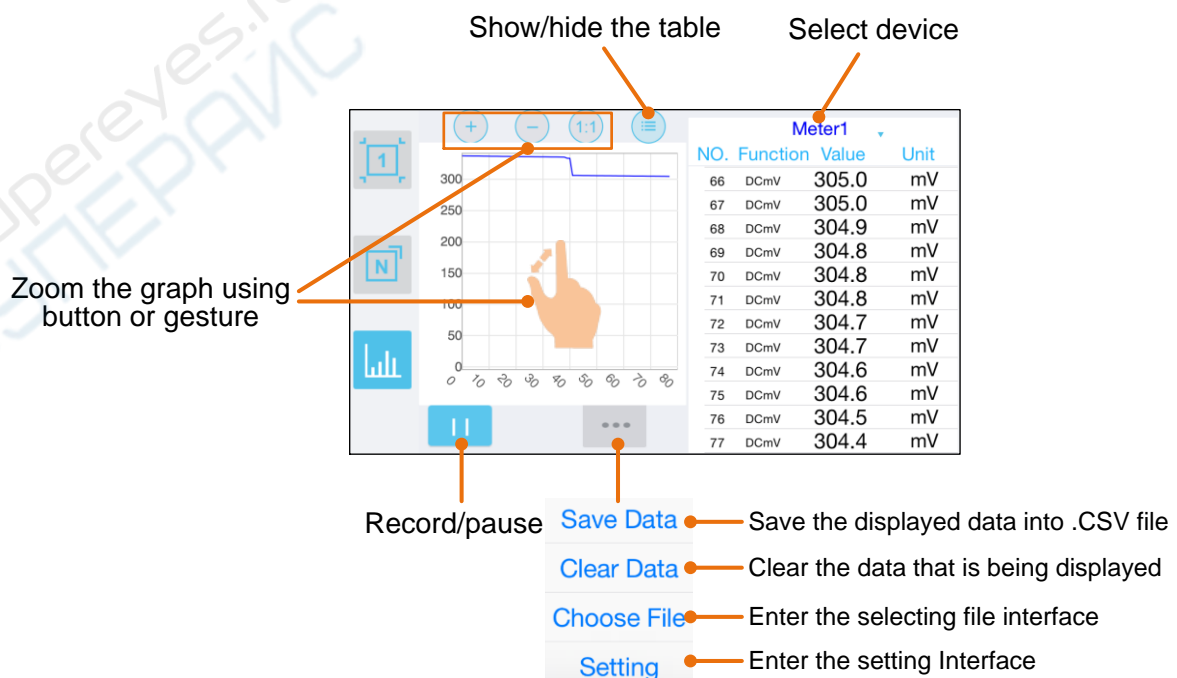 Show/hide the table
Select device
+ − 1:1
Meter1
NO. Function Value Unit
1
N
66 DCmV 305.0 mV
67 DCmV 305.0 mV
68 DCmV 304.9 mV
69 DCmV 304.8 mV
70 DCmV 304.8 mV
71 DCmV 304.8 mV
72 DCmV 304.7 mV
73 DCmV 304.7 mV
74 DCmV 304.6 mV
75 DCmV 304.6 mV
76 DCmV 304.5 mV
77 DCmV 304.4 mV
300
250
200
150
100
50
0
0 10 20 30 40 50 60 70 80
Zoom the graph using
button or gesture
Record/pause
Save Data
Save the displayed data into .CSV file
Clear Data
Clear the data that is being displayed
Choose File
Enter the selecting file interface
Setting
Enter the setting Interface